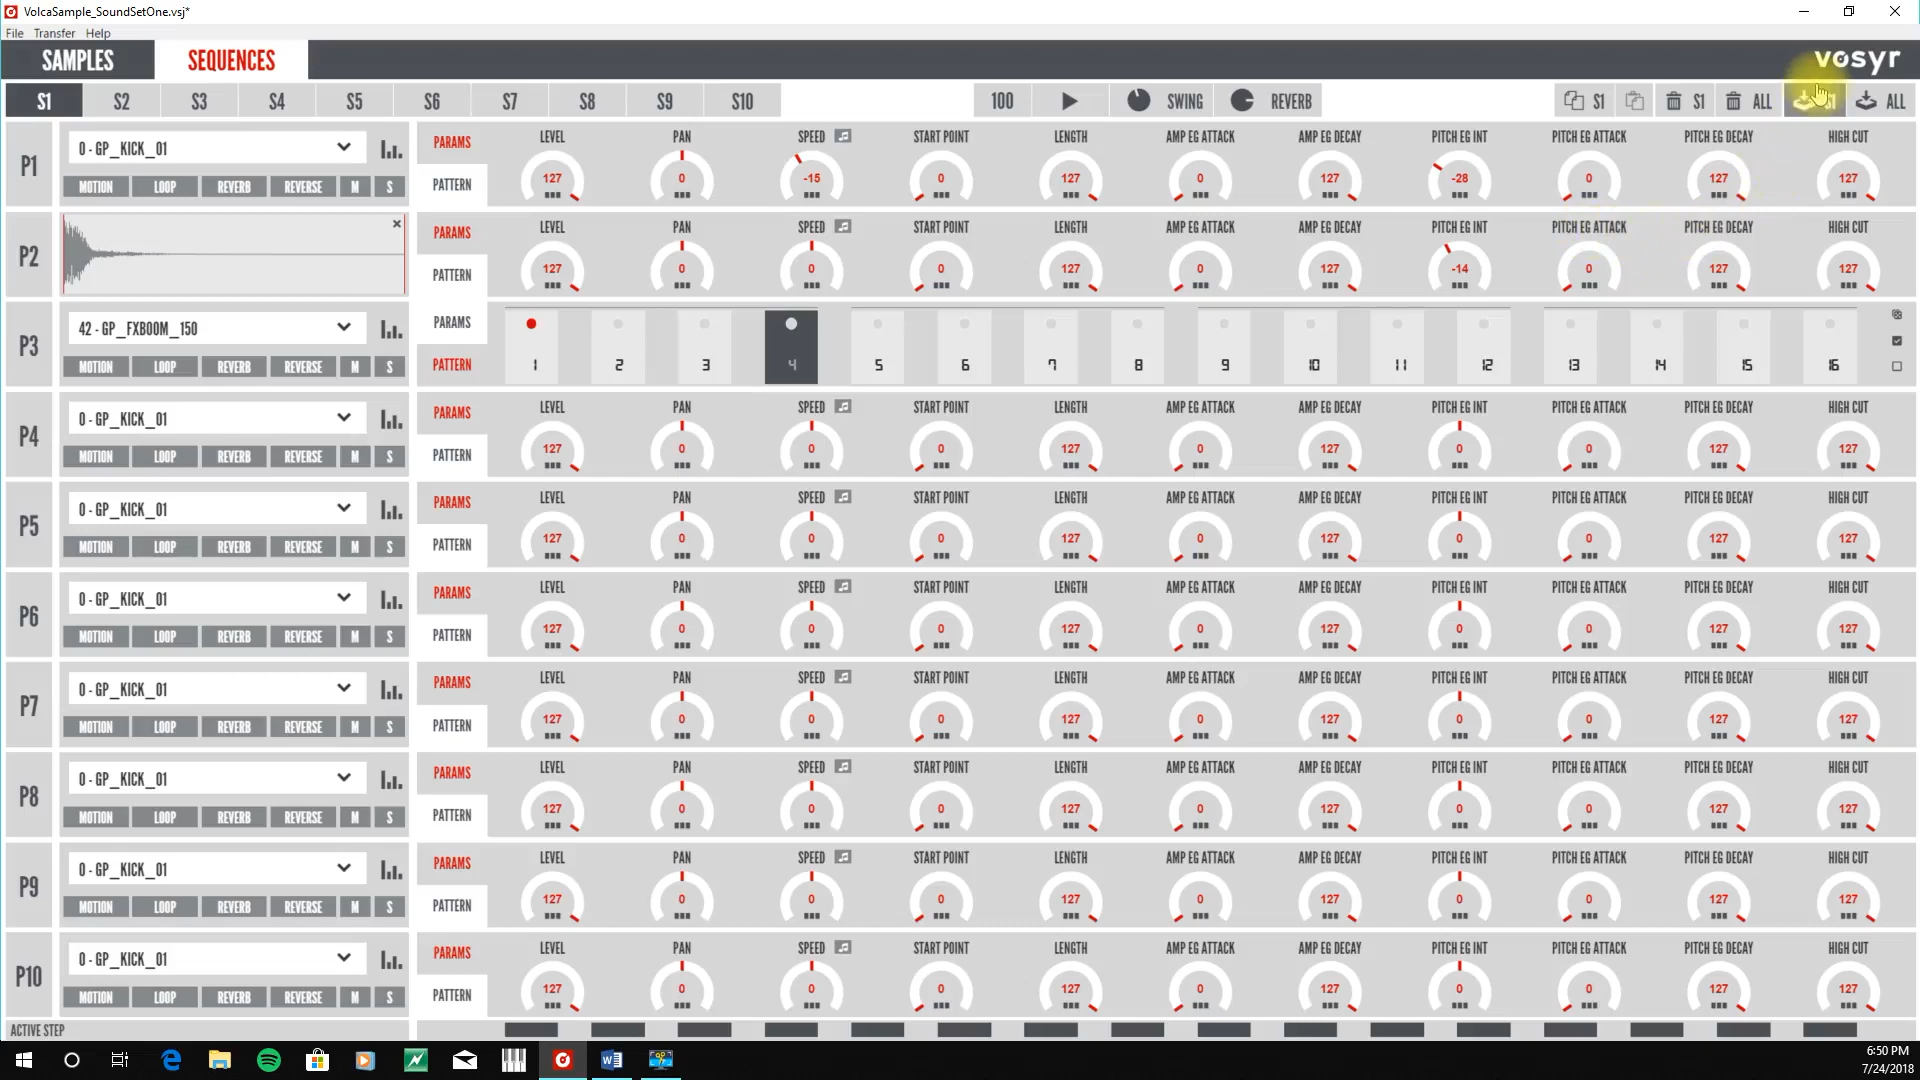 VolcaSample_SoundSetOne.vsj*
File Transfer Help
SAMPLES SEQUENCES vosyr
S1 S2 S3 S4 S5 S6 S7 S8 S9 S10 100 SWING REVERB S1 S1 ALL S1 ALL
P1 0 - GP_KICK_01 PARAMS LEVEL PAN SPEED START POINT LENGTH AMP EG ATTACK AMP EG DECAY PITCH EG INT PITCH EG ATTACK PITCH EG DECAY HIGH CUT
MOTION LOOP REVERB REVERSE M S PATTERN 127 0 -15 0 127 0 127 -28 0 127 127
P2 PARAMS LEVEL PAN SPEED START POINT LENGTH AMP EG ATTACK AMP EG DECAY PITCH EG INT PITCH EG ATTACK PITCH EG DECAY HIGH CUT
PATTERN 127 0 0 0 127 0 127 -14 0 127 127
P3 42 - GP_FXBOOM_150 PARAMS
MOTION LOOP REVERB REVERSE M S PATTERN 1 2 3 4 5 6 7 8 9 10 11 12 13 14 15 16
P4 0 - GP_KICK_01 PARAMS LEVEL PAN SPEED START POINT LENGTH AMP EG ATTACK AMP EG DECAY PITCH EG INT PITCH EG ATTACK PITCH EG DECAY HIGH CUT
MOTION LOOP REVERB REVERSE M S PATTERN 127 0 0 0 127 0 127 0 0 127 127
P5 0 - GP_KICK_01 PARAMS LEVEL PAN SPEED START POINT LENGTH AMP EG ATTACK AMP EG DECAY PITCH EG INT PITCH EG ATTACK PITCH EG DECAY HIGH CUT
MOTION LOOP REVERB REVERSE M S PATTERN 127 0 0 0 127 0 127 0 0 127 127
P6 0 - GP_KICK_01 PARAMS LEVEL PAN SPEED START POINT LENGTH AMP EG ATTACK AMP EG DECAY PITCH EG INT PITCH EG ATTACK PITCH EG DECAY HIGH CUT
MOTION LOOP REVERB REVERSE M S PATTERN 127 0 0 0 127 0 127 0 0 127 127
P7 0 - GP_KICK_01 PARAMS LEVEL PAN SPEED START POINT LENGTH AMP EG ATTACK AMP EG DECAY PITCH EG INT PITCH EG ATTACK PITCH EG DECAY HIGH CUT
MOTION LOOP REVERB REVERSE M S PATTERN 127 0 0 0 127 0 127 0 0 127 127
P8 0 - GP_KICK_01 PARAMS LEVEL PAN SPEED START POINT LENGTH AMP EG ATTACK AMP EG DECAY PITCH EG INT PITCH EG ATTACK PITCH EG DECAY HIGH CUT
MOTION LOOP REVERB REVERSE M S PATTERN 127 0 0 0 127 0 127 0 0 127 127
P9 0 - GP_KICK_01 PARAMS LEVEL PAN SPEED START POINT LENGTH AMP EG ATTACK AMP EG DECAY PITCH EG INT PITCH EG ATTACK PITCH EG DECAY HIGH CUT
MOTION LOOP REVERB REVERSE M S PATTERN 127 0 0 0 127 0 127 0 0 127 127
P10 0 - GP_KICK_01 PARAMS LEVEL PAN SPEED START POINT LENGTH AMP EG ATTACK AMP EG DECAY PITCH EG INT PITCH EG ATTACK PITCH EG DECAY HIGH CUT
MOTION LOOP REVERB REVERSE M S PATTERN 127 0 0 0 127 0 127 0 0 127 127
ACTIVE STEP
6:50 PM
7/24/2018